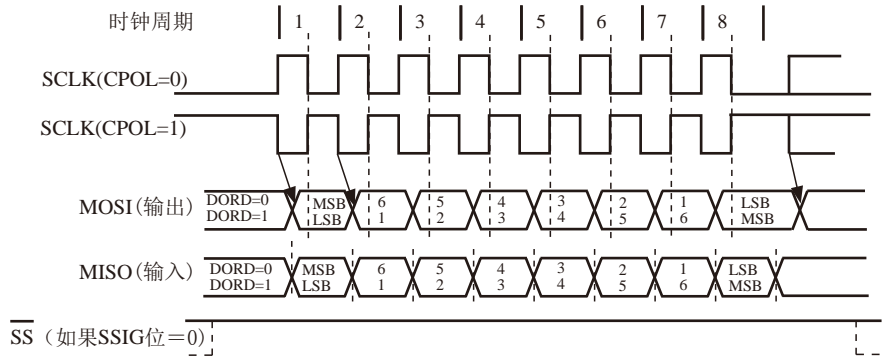 时钟周期 1 2 3 4 5 6 7 8
SCLK(CPOL=0)
SCLK(CPOL=1)
MOSI(输出) DORD=0 MSB 6 5 4 3 2 1 LSB
DORD=1 LSB 1 2 3 4 5 6 MSB
MISO(输入) DORD=0 MSB 6 5 4 3 2 1 LSB
DORD=1 LSB 1 2 3 4 5 6 MSB
SS(如果SSIG位=0)